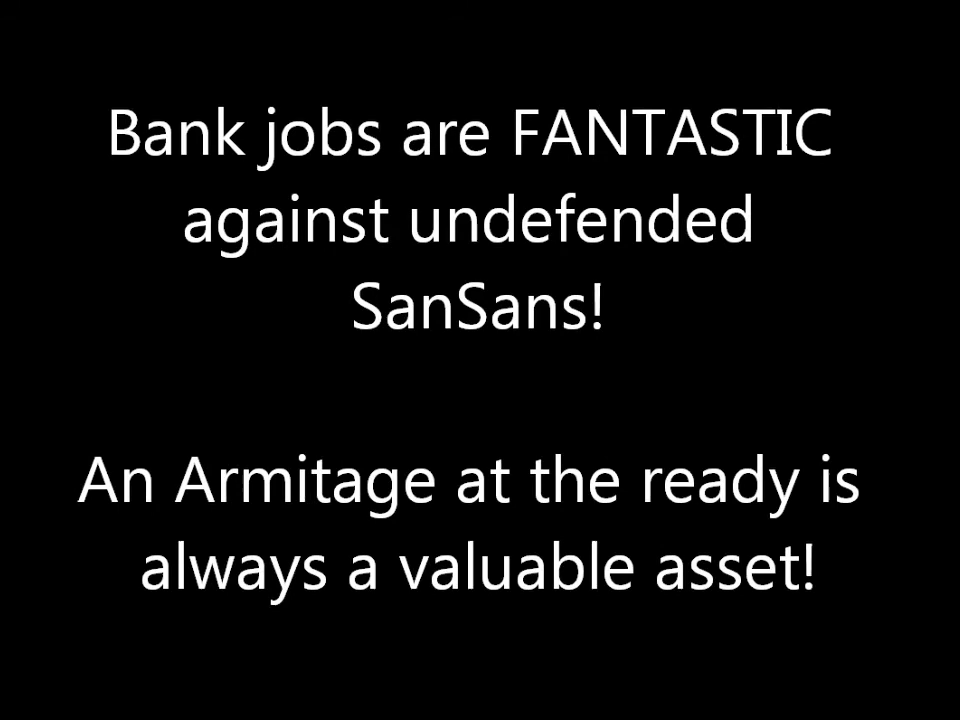 Bank jobs are FANTASTIC
against undefended
SanSans!
An Armitage at the ready is
always a valuable asset!